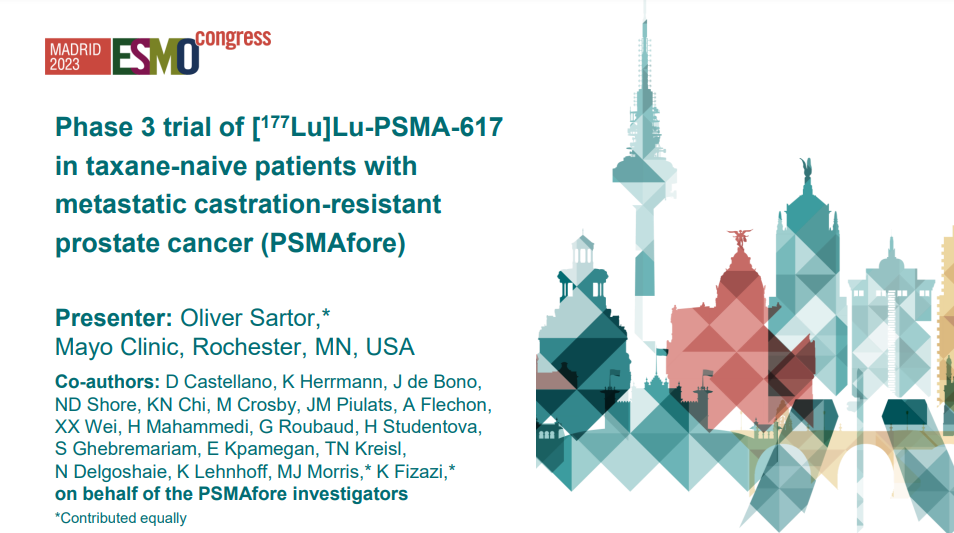 MADRID
2023
ESMO
congress
Phase 3 trial of [¹⁷⁷Lu]Lu-PSMA-617
in taxane-naive patients with
metastatic castration-resistant
prostate cancer (PSMAfore)
Presenter: Oliver Sartor,*
Mayo Clinic, Rochester, MN, USA
Co-authors: D Castellano, K Herrmann, J de Bono,
ND Shore, KN Chi, M Crosby, JM Piulats, A Flechon,
XX Wei, H Mahammedi, G Roubaud, H Studentova,
S Ghebremariam, E Kpamegan, TN Kreisl,
N Delgoshaie, K Lehnhoff, MJ Morris,* K Fizazi,*
on behalf of the PSMAfore investigators
*Contributed equally